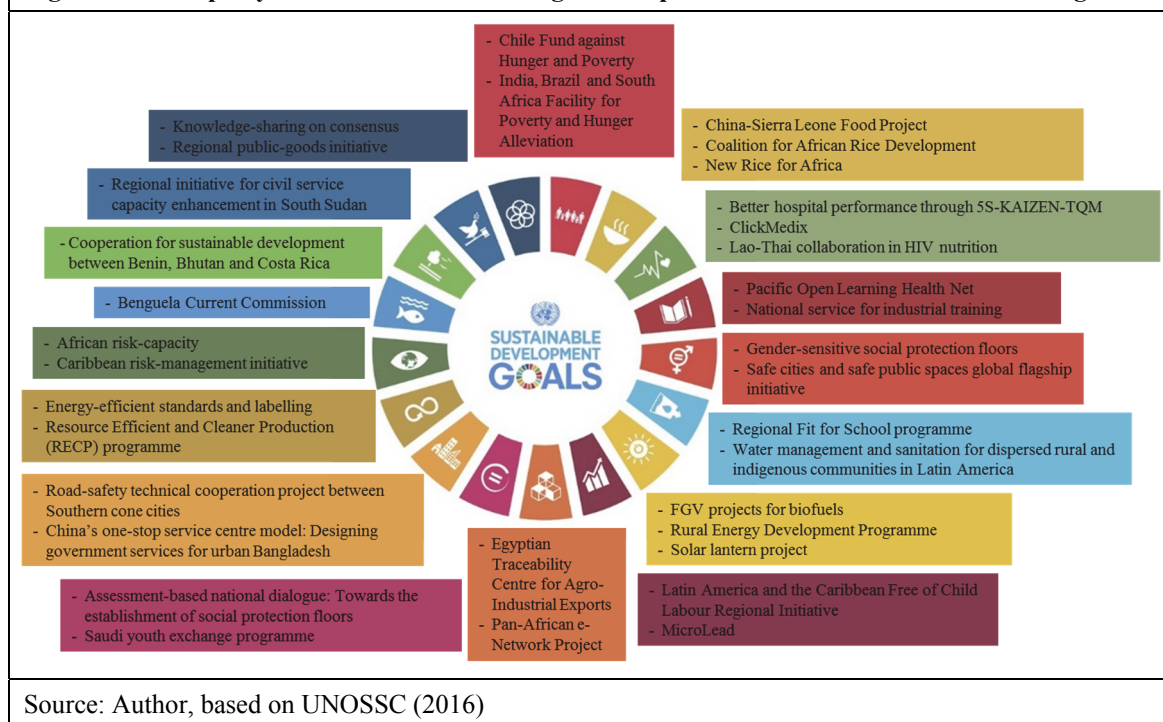 - Chile Fund against
Hunger and Poverty
- India, Brazil and South
Africa Facility for
Poverty and Hunger
Alleviation
- China-Sierra Leone Food Project
- Coalition for African Rice Development
- New Rice for Africa
- Better hospital performance through 5S-KAIZEN-TQM
- ClickMedix
- Lao-Thai collaboration in HIV nutrition
- Pacific Open Learning Health Net
- National service for industrial training
- Gender-sensitive social protection floors
- Safe cities and safe public spaces global flagship
initiative
- Regional Fit for School programme
- Water management and sanitation for dispersed rural and
indigenous communities in Latin America
- FGV projects for biofuels
- Rural Energy Development Programme
- Solar lantern project
- Latin America and the Caribbean Free of Child
Labour Regional Initiative
- MicroLead
- Egyptian
Traceability
Centre for Agro-
Industrial Exports
- Pan-African e-
Network Project
- Assessment-based national dialogue: Towards the
establishment of social protection floors
- Saudi youth exchange programme
- Road-safety technical cooperation project between
Southern cone cities
- China's one-stop service centre model: Designing
government services for urban Bangladesh
- Energy-efficient standards and labelling
- Resource Efficient and Cleaner Production
(RECP) programme
- African risk-capacity
- Caribbean risk-management initiative
- Benguela Current Commission
- Cooperation for sustainable development
between Benin, Bhutan and Costa Rica
- Regional initiative for civil service
capacity enhancement in South Sudan
- Knowledge-sharing on consensus
- Regional public-goods initiative
SUSTAINABLE
DEVELOPMENT
GOALS
Source: Author, based on UNOSSC (2016)